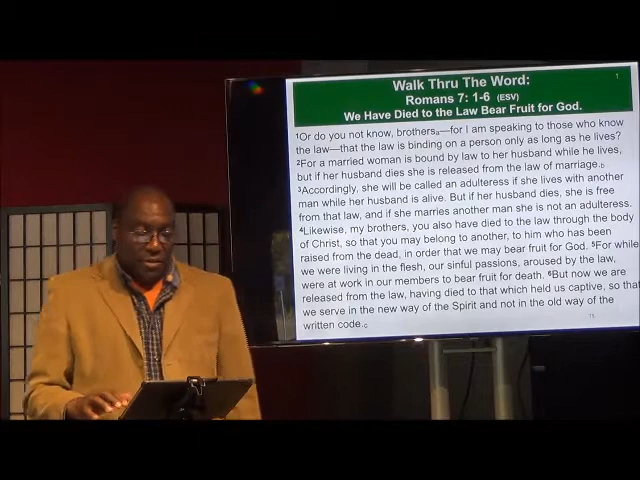 Walk Thru The Word:
1
Romans 7: 1-6 (ESV)
We Have Died to the Law Bear Fruit for God.
1Or do you not know, brothersa—for I am speaking to those who know
the law—that the law is binding on a person only as long as he lives?
2For a married woman is bound by law to her husband while he lives,
but if her husband dies she is released from the law of marriage.b
3Accordingly, she will be called an adulteress if she lives with another
man while her husband is alive. But if her husband dies, she is free
from that law, and if she marries another man she is not an adulteress.
4Likewise, my brothers, you also have died to the law through the body
of Christ, so that you may belong to another, to him who has been
raised from the dead, in order that we may bear fruit for God. 5For while
we were living in the flesh, our sinful passions, aroused by the law,
were at work in our members to bear fruit for death. 6But now we are
released from the law, having died to that which held us captive, so that
we serve in the new way of the Spirit and not in the old way of the
written code.c